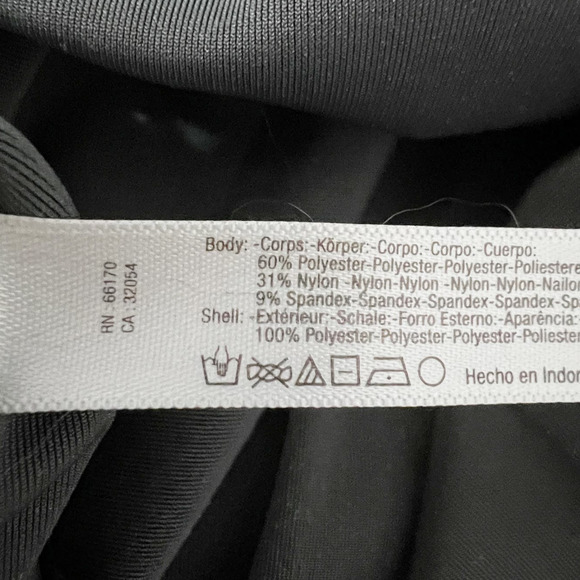 Body: -Corps:-Körper:-Corpo:-Corpo:-Cuerpo:
60% Polyester-Polyester-Polyester-Poliestere
31% Nylon -Nylon-Nylon -Nylon-Nylon-Nailon
9% Spandex-Spandex-Spandex-Spandex-Sp
Shell: -Extérieur:-Schale:-Forro Esterno:-Aparência:-
100% Polyester-Polyester-Polyester-Poliester
Hecho en Indon
RN : 66170
CA : 32054